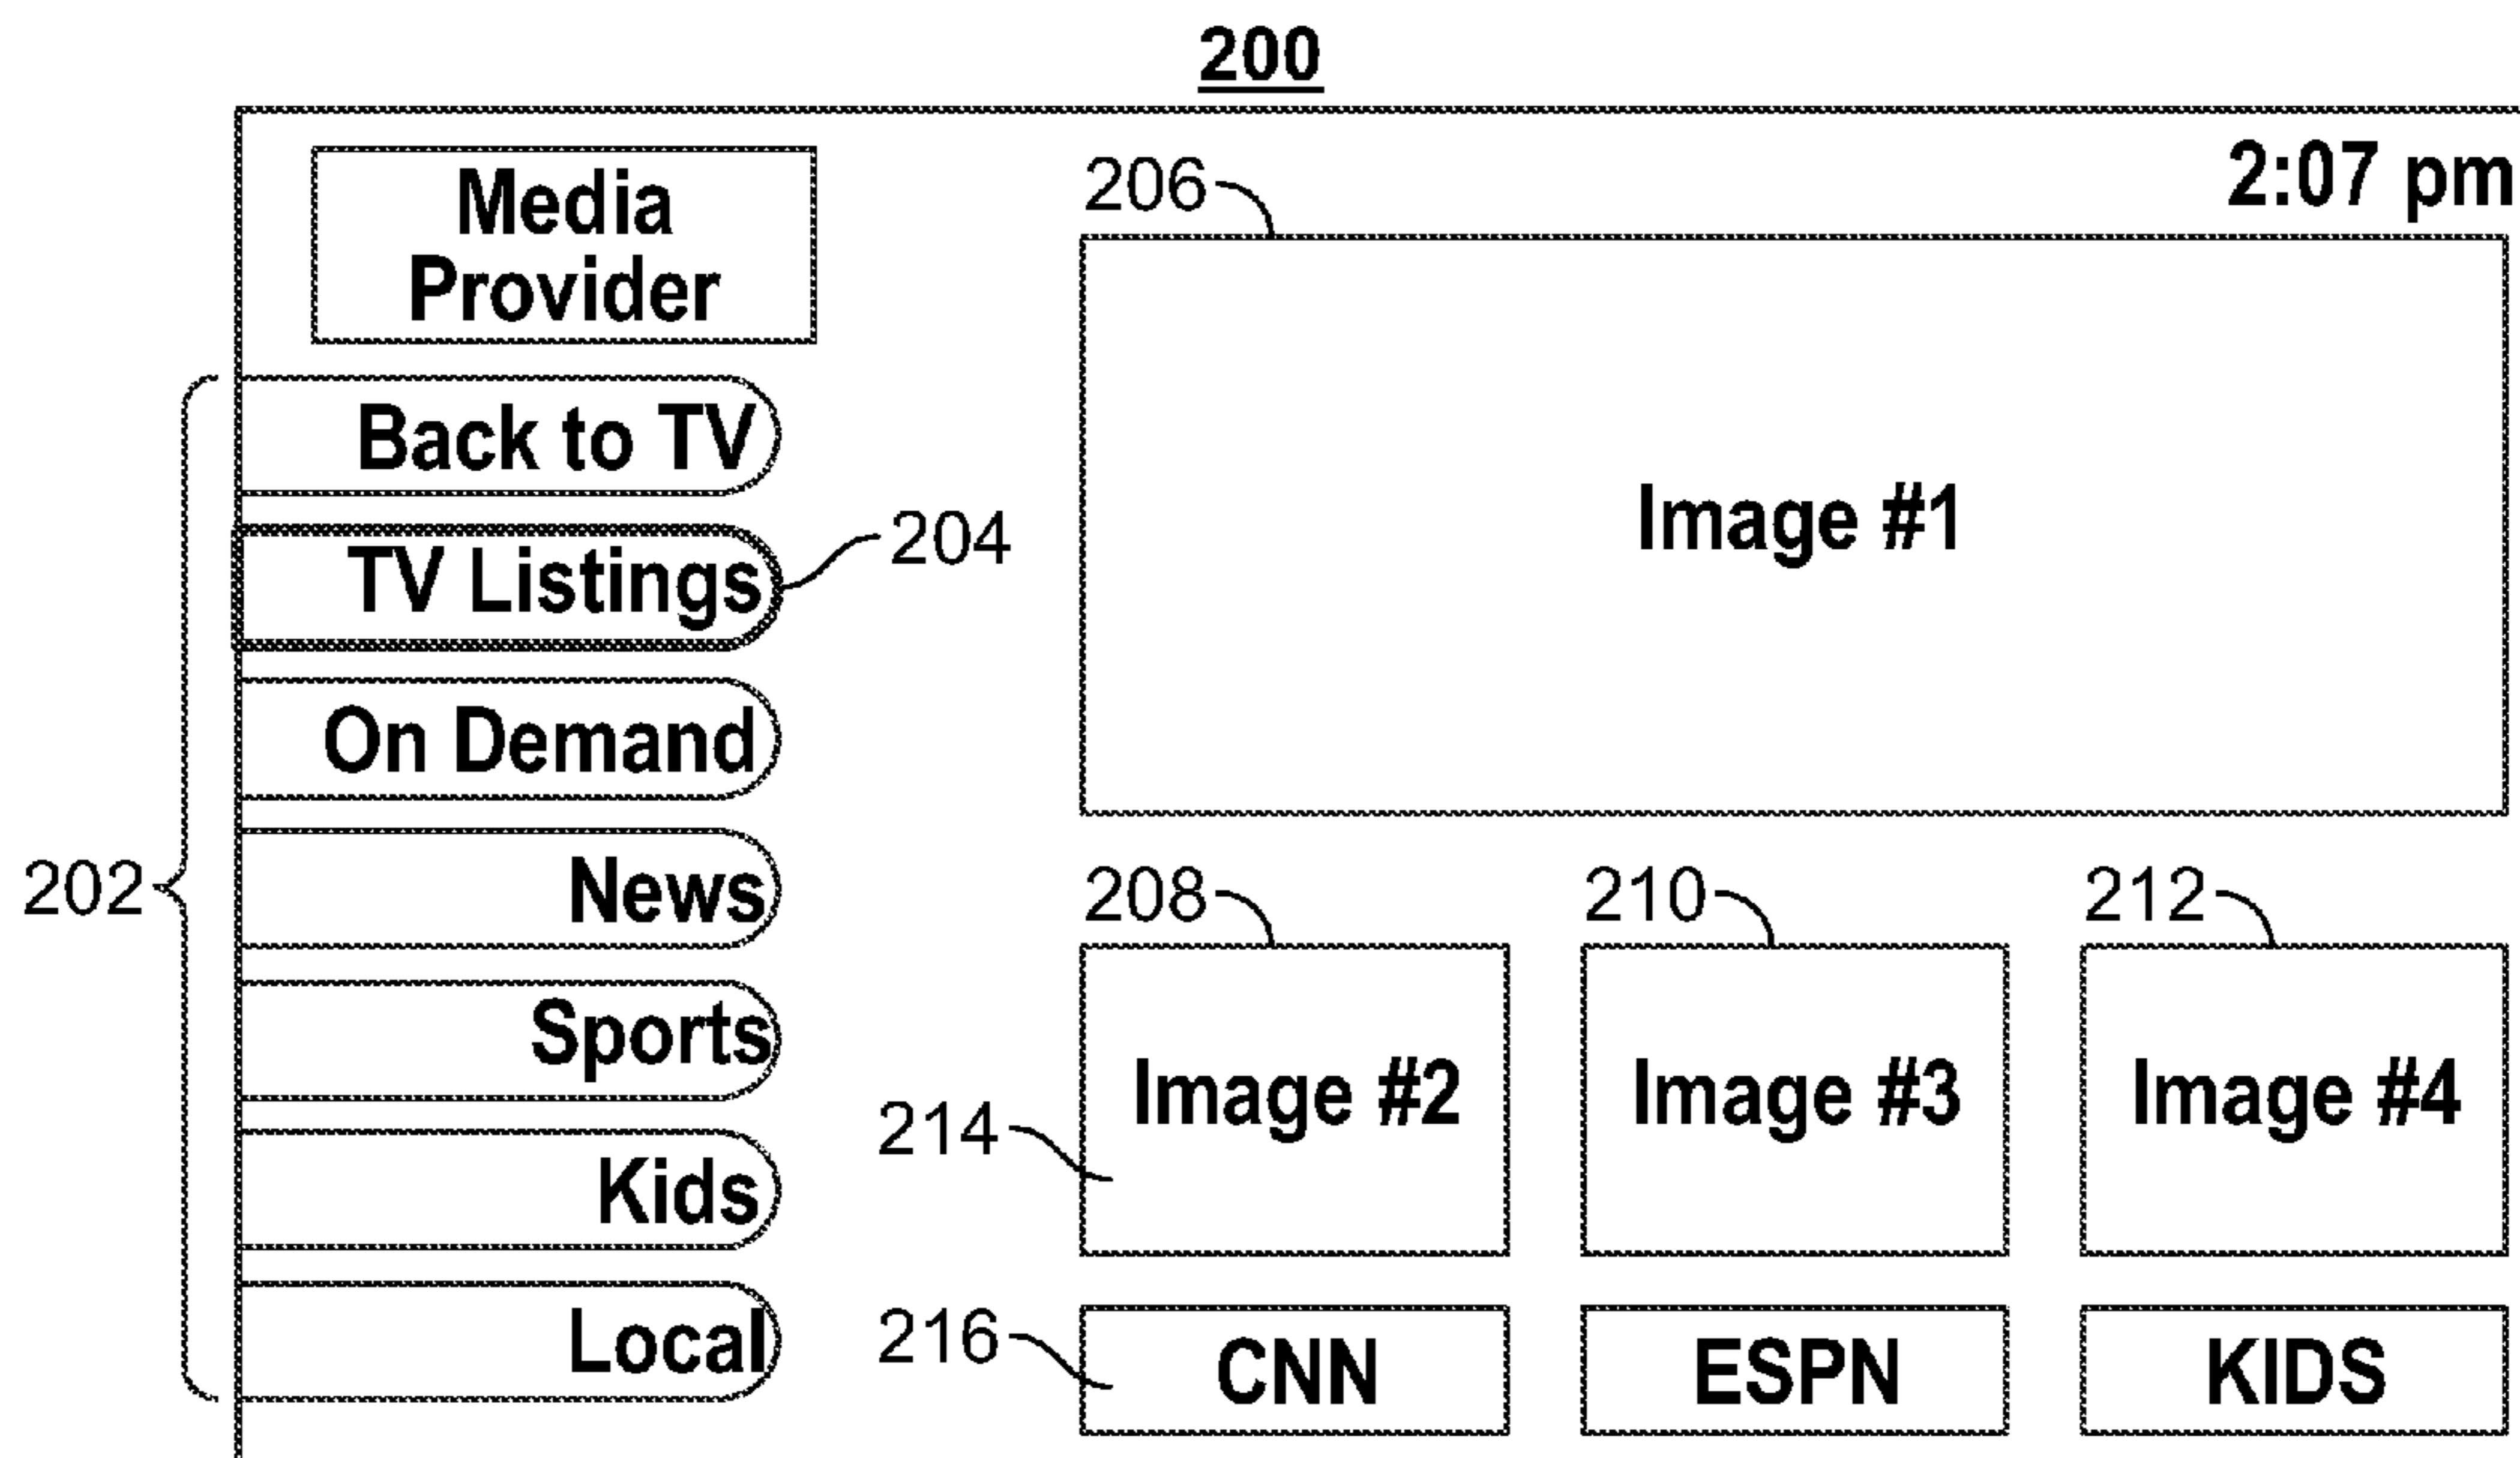 200
2:07 pm
Media
Provider
206
Back to TV
TV Listings
204
Image #1
On Demand
202
News
208
210
212
Sports
Image #2
Image #3
Image #4
214
Kids
216
Local
CNN
ESPN
KIDS